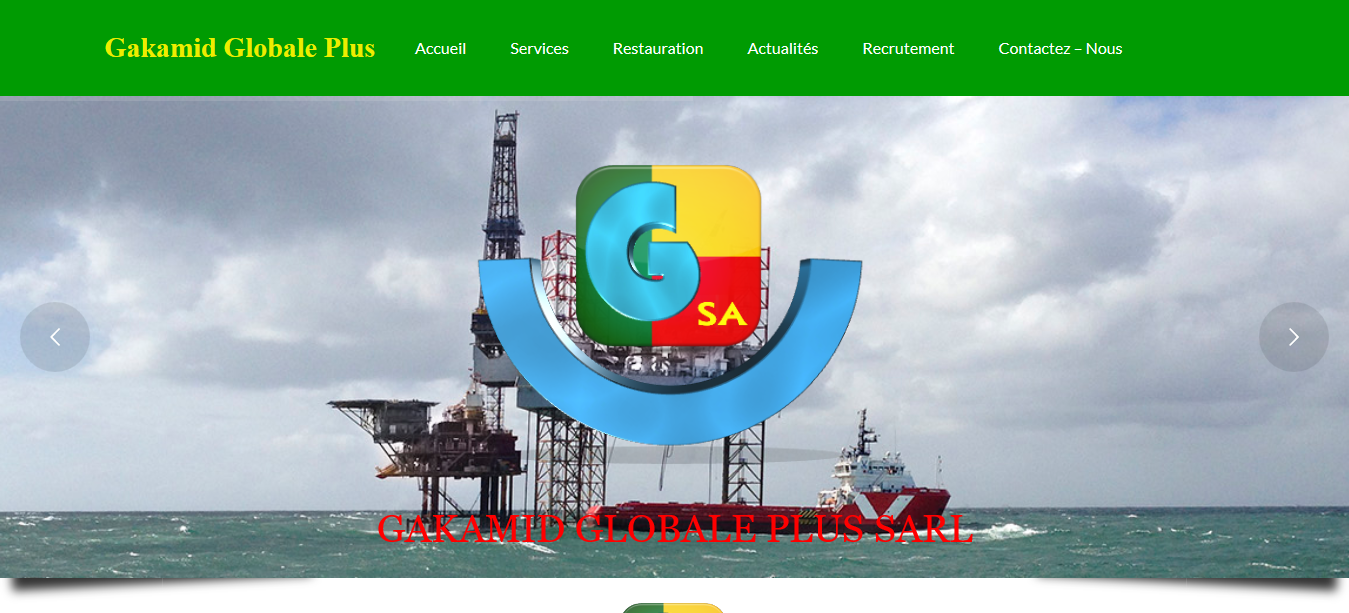 Gakamid Globale Plus
Accueil Services Restauration Actualités Recrutement Contactez – Nous
G
SA
GAKAMID GLOBALE PLUS SARL